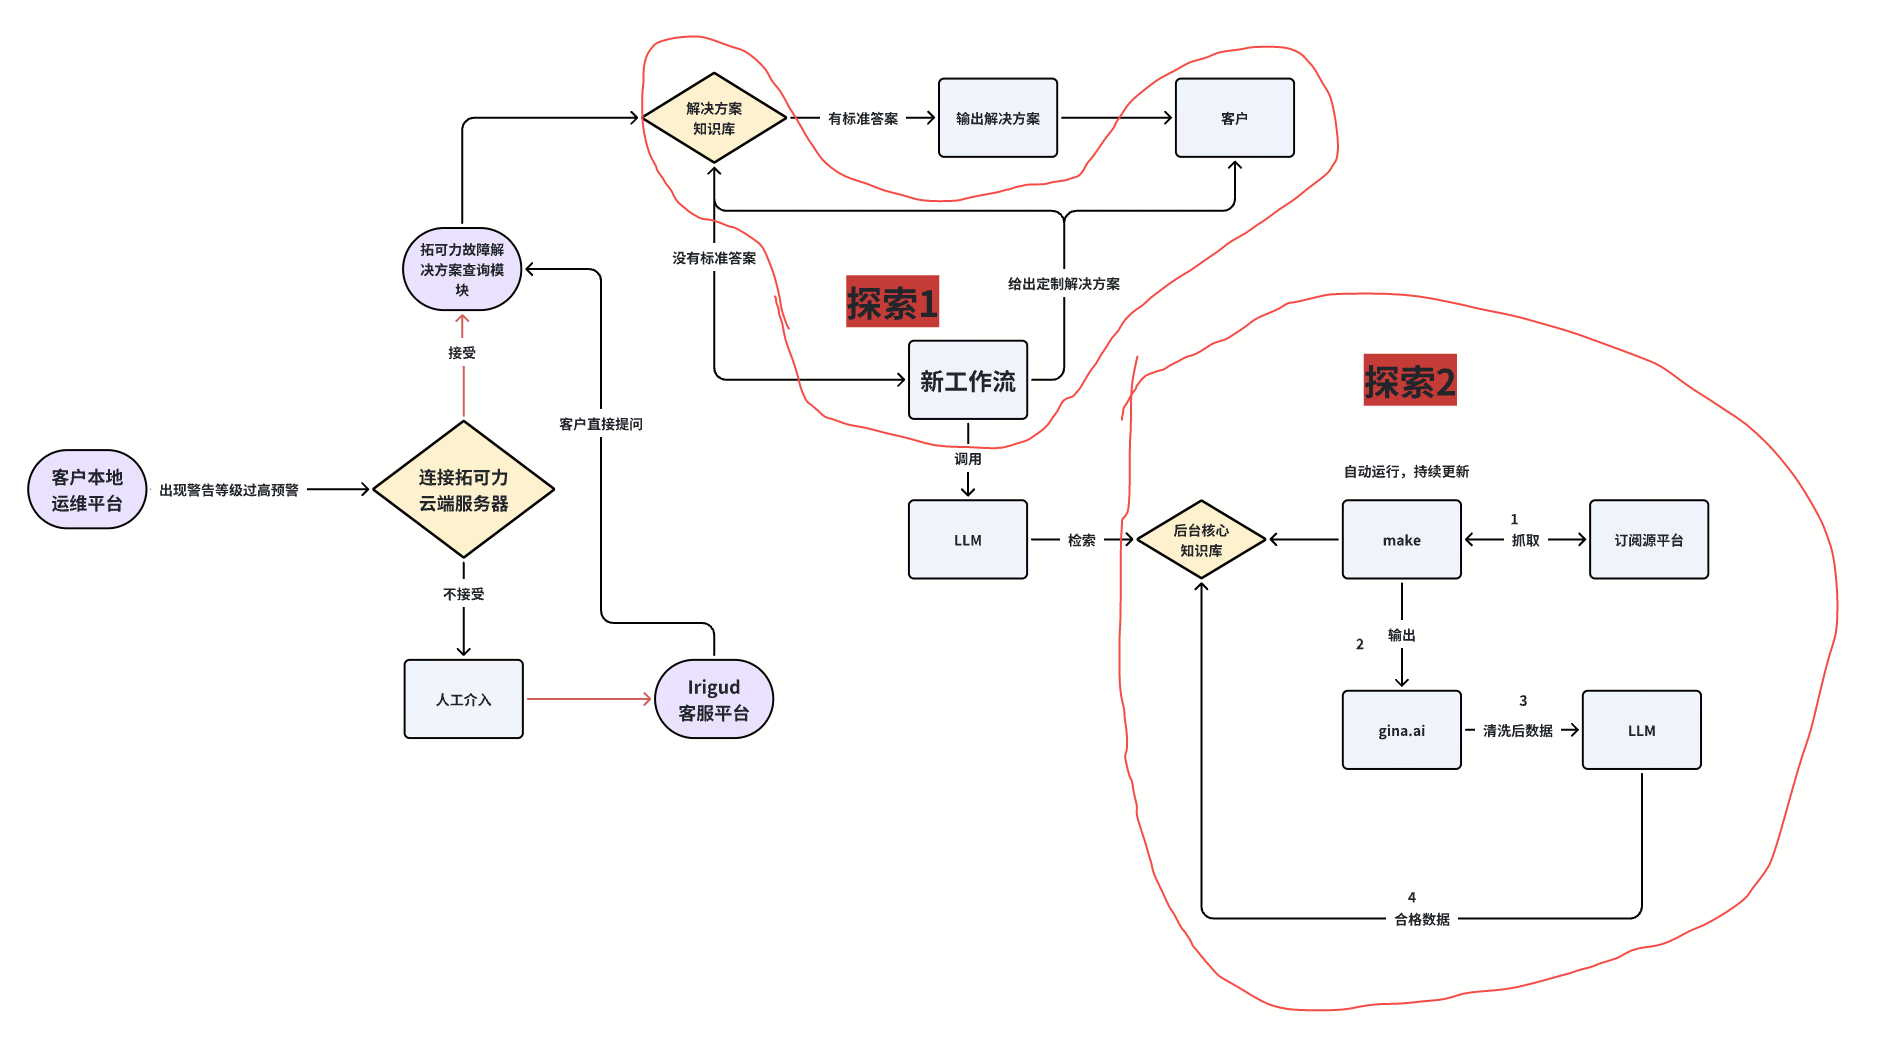 解决方案
知识库
有标准答案
输出解决方案
客户
拓可力故障解
决方案查询模
块
没有标准答案
给出定制解决方案
探索1
接受
新工作流
探索2
客户直接提问
调用
客户本地
运维平台
出现警告等级过高预警
连接拓可力
云端服务器
自动运行，持续更新
LLM
检索
后台核心
知识库
make
1
抓取
订阅源平台
不接受
2
输出
人工介入
Irigud
客服平台
gina.ai
3
清洗后数据
LLM
4
合格数据